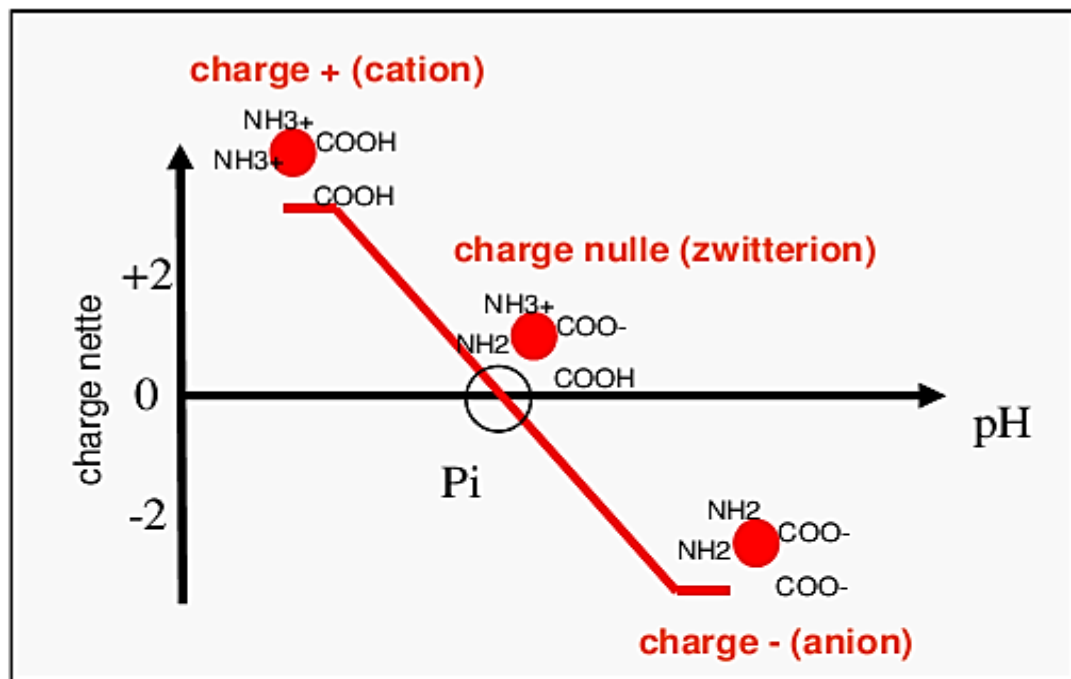 charge + (cation)
NH3+
COOH
NH3+
COOH
charge nulle (zwitterion)
+2
NH3+
COO-
NH2
COOH
charge nette
0
pH
Pi
-2
NH2
COO-
NH2
COO-
charge - (anion)